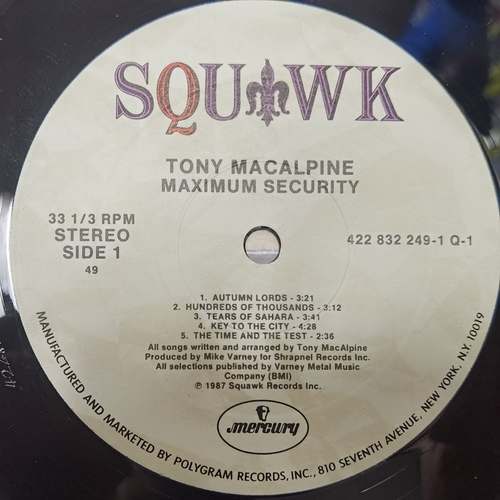 SQUAWK
TONY MACALPINE
MAXIMUM SECURITY
33 1/3 RPM
STEREO
SIDE 1
49
422 832 249-1 Q-1
1. AUTUMN LORDS - 3:21
2. HUNDREDS OF THOUSANDS - 3:12
3. TEARS OF SAHARA - 3:41
4. KEY TO THE CITY - 4:28
5. THE TIME AND THE TEST - 2:36
All songs written and arranged by Tony MacAlpine
Produced by Mike Varney for Shrapnel Records Inc.
All selections published by Varney Metal Music
Company (BMI)
℗ 1987 Squawk Records Inc.
mercury
MANUFACTURED AND MARKETED BY POLYGRAM RECORDS, INC., 810 SEVENTH AVENUE, NEW YORK, N.Y. 10019